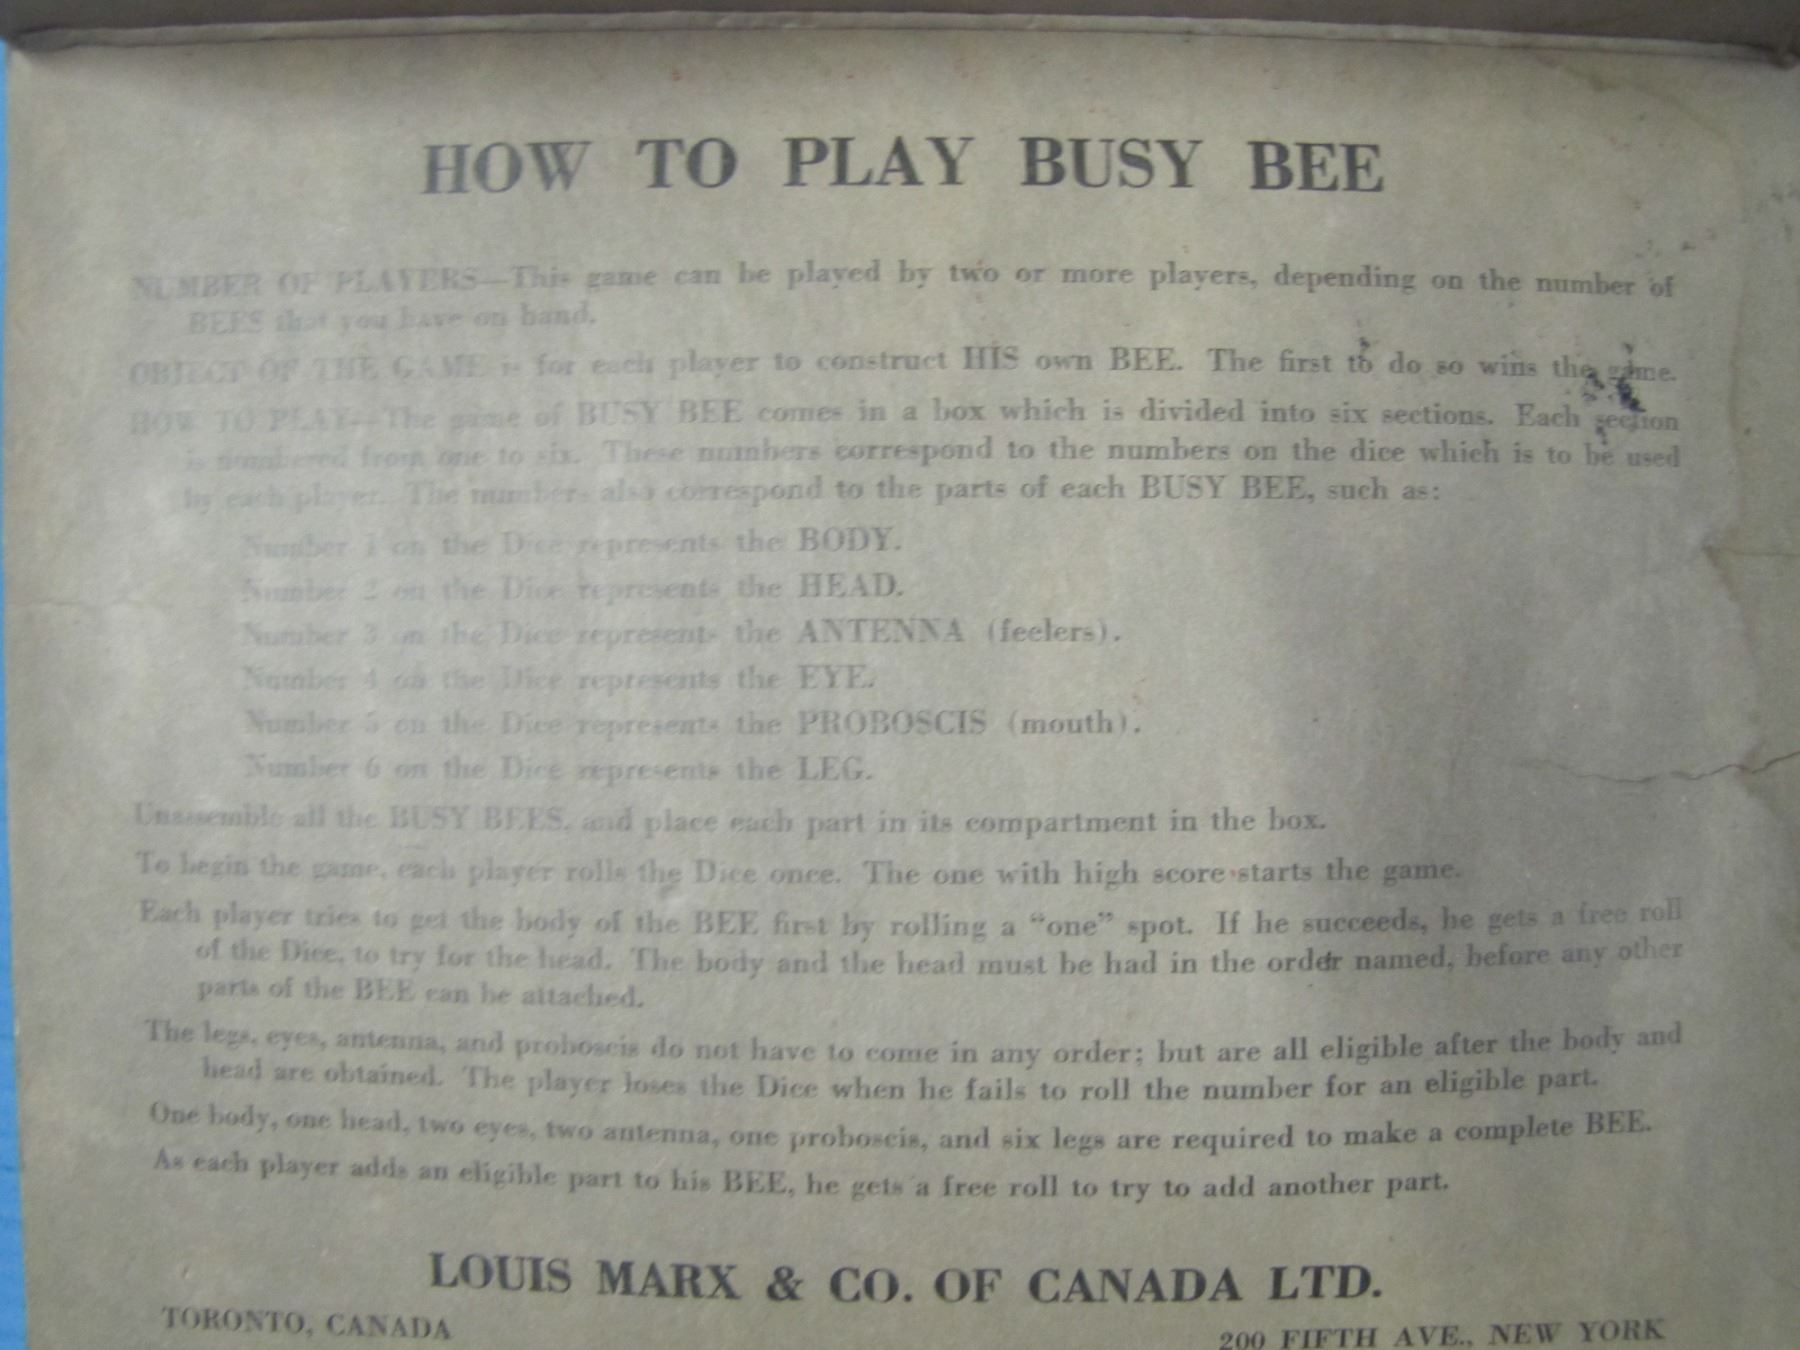 HOW TO PLAY BUSY BEE
NUMBER OF PLAYERS—This game can be played by two or more players, depending on the number of
BEES that you have on hand.
OBJECT OF THE GAME is for each player to construct HIS own BEE. The first to do so wins the game.
HOW TO PLAY—The game of BUSY BEE comes in a box which is divided into six sections. Each section
is numbered from one to six. These numbers correspond to the numbers on the dice which is to be used
by each player. The numbers also correspond to the parts of each BUSY BEE, such as:
Number 1 on the Dice represents the BODY.
Number 2 on the Dice represents the HEAD.
Number 3 on the Dice represents the ANTENNA (feelers).
Number 4 on the Dice represents the EYE.
Number 5 on the Dice represents the PROBOSCIS (mouth).
Number 6 on the Dice represents the LEG.
Unassemble all the BUSY BEES, and place each part in its compartment in the box.
To begin the game, each player rolls the Dice once. The one with high score starts the game.
Each player tries to get the body of the BEE first by rolling a “one” spot. If he succeeds, he gets a free roll
of the Dice, to try for the head. The body and the head must be had in the order named, before any other
parts of the BEE can be attached.
The legs, eyes, antenna, and proboscis do not have to come in any order; but are all eligible after the body and
head are obtained. The player loses the Dice when he fails to roll the number for an eligible part.
One body, one head, two eyes, two antenna, one proboscis, and six legs are required to make a complete BEE.
As each player adds an eligible part to his BEE, he gets a free roll to try to add another part.
LOUIS MARX & CO. OF CANADA LTD.
TORONTO, CANADA
200 FIFTH AVE., NEW YORK